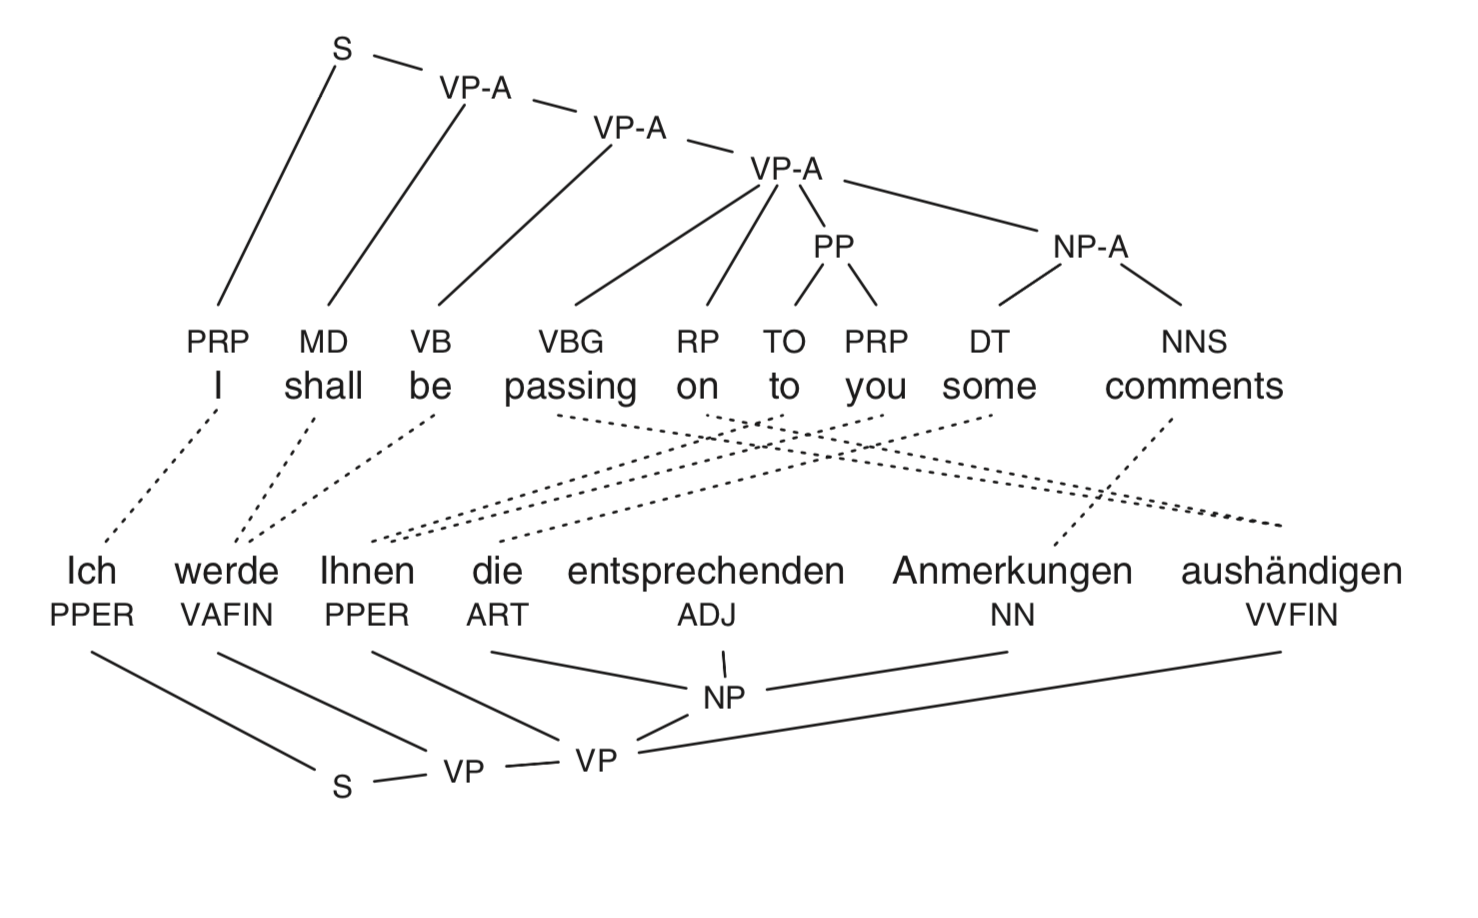 S
VP-A
VP-A
VP-A
PP
NP-A
PRP MD VB VBG RP TO PRP DT NNS
I shall be passing on to you some comments
Ich werde Ihnen die entsprechenden Anmerkungen aushändigen
PPER VAFIN PPER ART ADJ NN VVFIN
NP
VP
VP
S